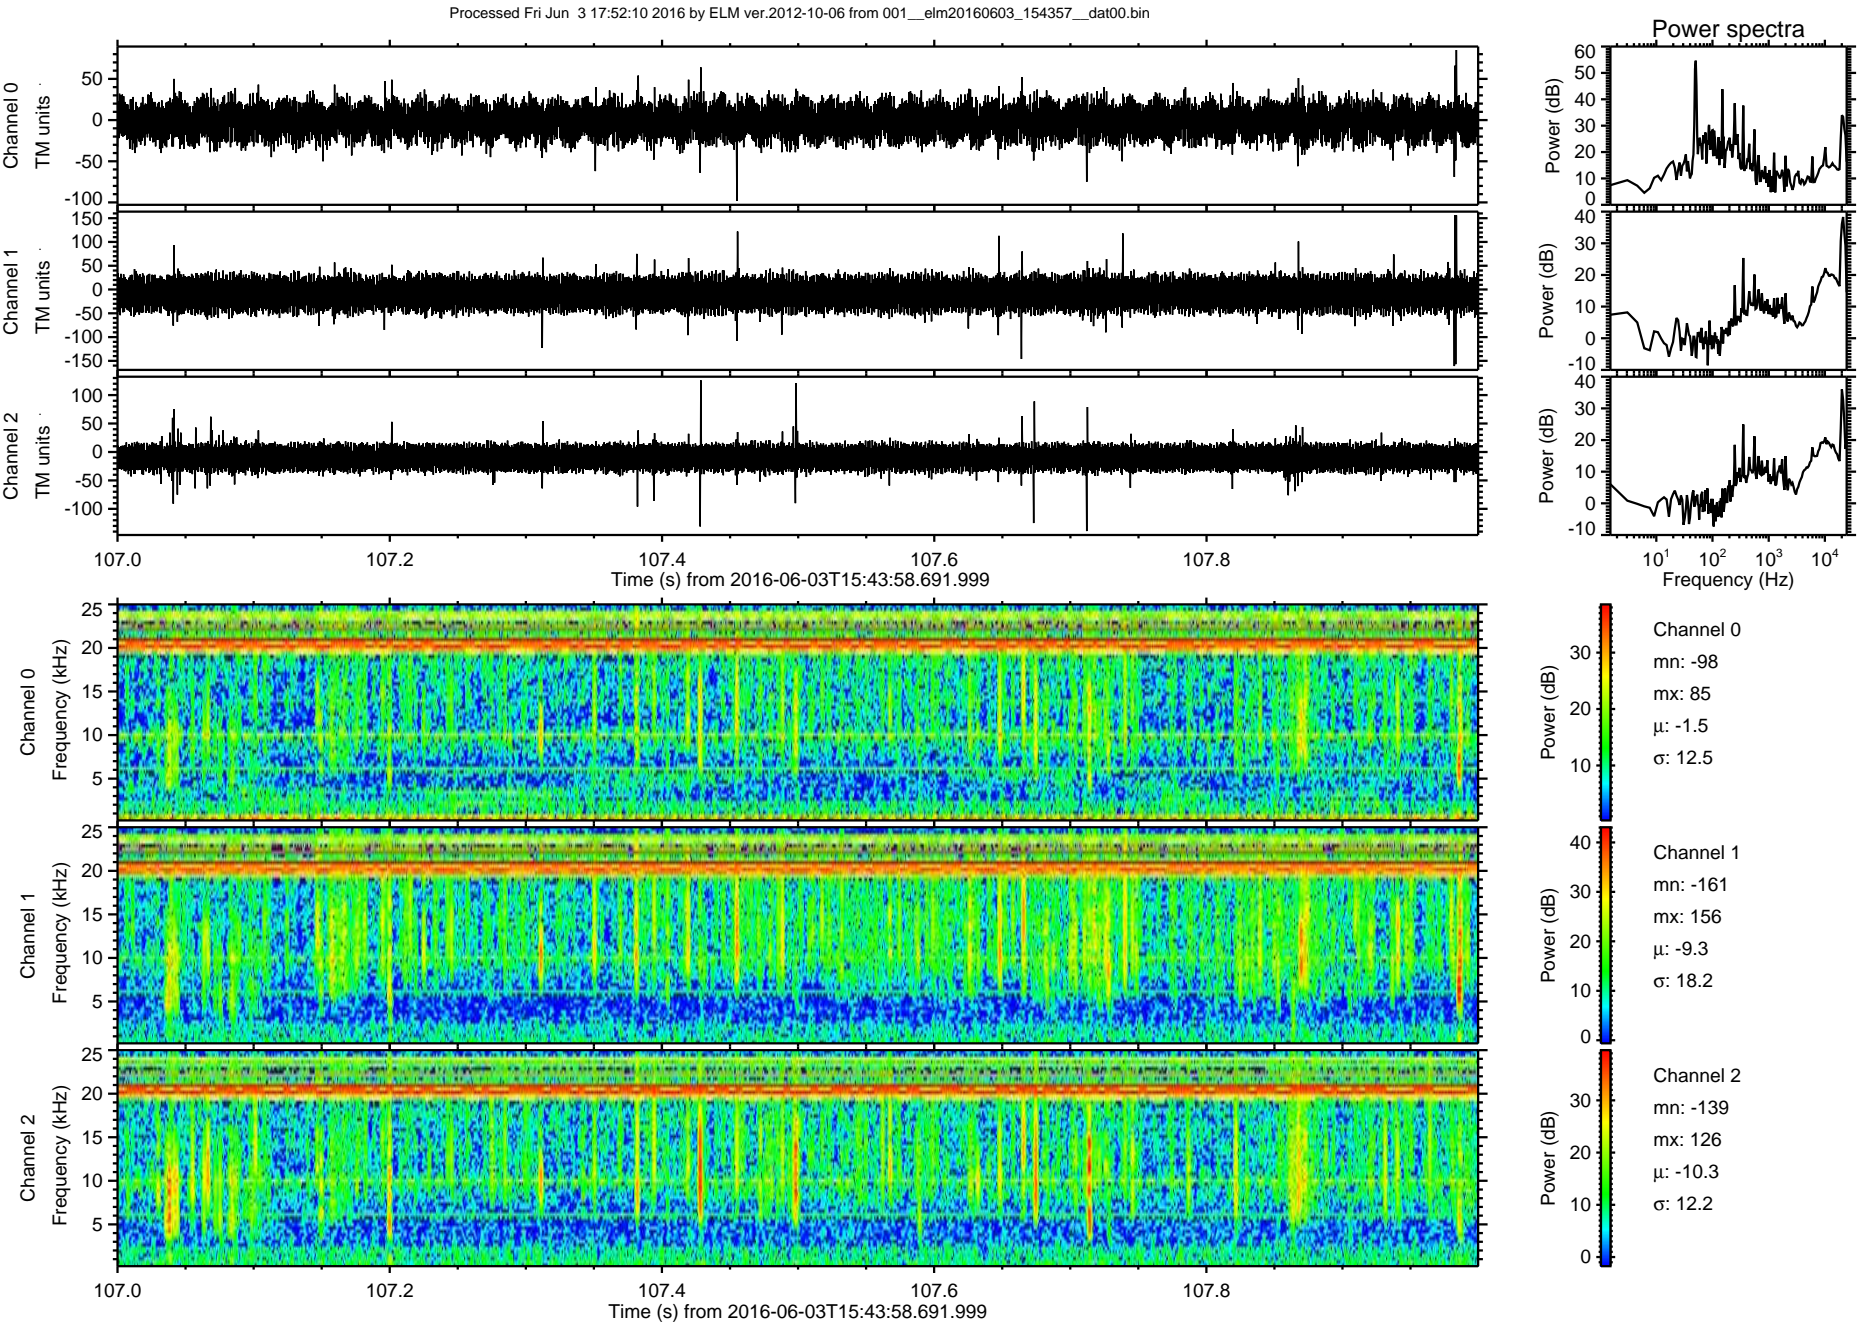 Processed Fri Jun  3 17:52:10 2016 by ELM ver.2012-10-06 from 001__elm20160603_154357__dat00.bin
Power spectra
Channel 0
TM units
50
0
-50
-100
Power (dB)
60
50
40
30
20
10
0
Channel 1
TM units
150
100
50
0
-50
-100
-150
Power (dB)
40
30
20
10
0
-10
Channel 2
TM units
100
50
0
-50
-100
Power (dB)
40
30
20
10
0
-10
107.0 107.2 107.4 107.6 107.8
Time (s) from 2016-06-03T15:43:58.691.999
10¹ 10² 10³ 10⁴
Frequency (Hz)
Channel 0
Frequency (kHz)
25
20
15
10
5
Power (dB)
30
20
10
Channel 0
mn: -98
mx: 85
μ: -1.5
σ: 12.5
Channel 1
Frequency (kHz)
25
20
15
10
5
Power (dB)
40
30
20
10
0
Channel 1
mn: -161
mx: 156
μ: -9.3
σ: 18.2
Channel 2
Frequency (kHz)
25
20
15
10
5
Power (dB)
30
20
10
0
Channel 2
mn: -139
mx: 126
μ: -10.3
σ: 12.2
107.0 107.2 107.4 107.6 107.8
Time (s) from 2016-06-03T15:43:58.691.999